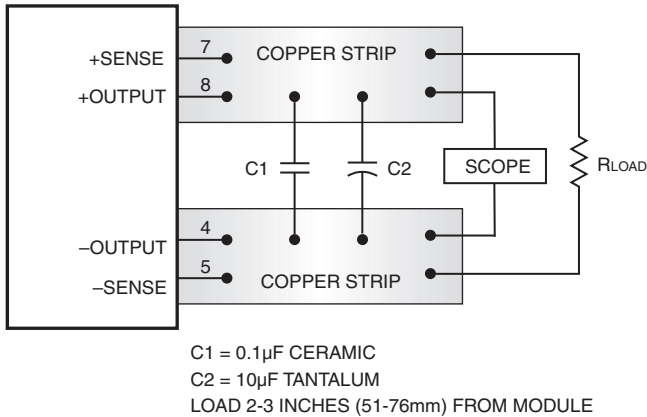 +SENSE 7 COPPER STRIP
+OUTPUT 8
C1 C2 SCOPE RLOAD
–OUTPUT 4
–SENSE 5 COPPER STRIP
C1 = 0.1µF CERAMIC
C2 = 10µF TANTALUM
LOAD 2-3 INCHES (51-76mm) FROM MODULE